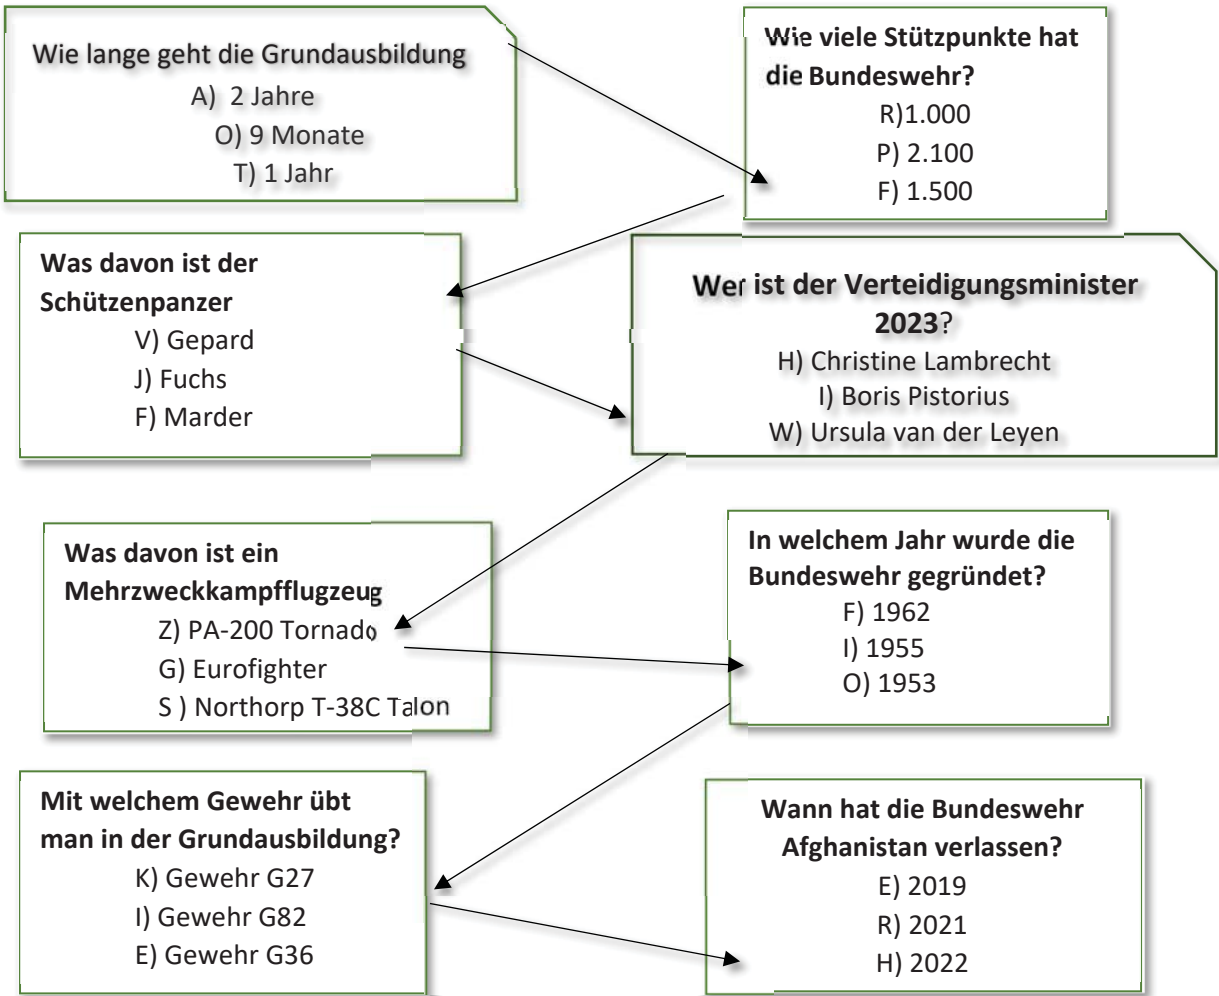 Wie lange geht die Grundausbildung
A) 2 Jahre
O) 9 Monate
T) 1 Jahr
Wie viele Stützpunkte hat
die Bundeswehr?
R)1.000
P) 2.100
F) 1.500
Was davon ist der
Schützenpanzer
V) Gepard
J) Fuchs
F) Marder
Wer ist der Verteidigungsminister
2023?
H) Christine Lambrecht
I) Boris Pistorius
W) Ursula van der Leyen
Was davon ist ein
Mehrzweckkampfflugzeug
Z) PA-200 Tornado
G) Eurofighter
S ) Northorp T-38C Talon
In welchem Jahr wurde die
Bundeswehr gegründet?
F) 1962
I) 1955
O) 1953
Mit welchem Gewehr übt
man in der Grundausbildung?
K) Gewehr G27
I) Gewehr G82
E) Gewehr G36
Wann hat die Bundeswehr
Afghanistan verlassen?
E) 2019
R) 2021
H) 2022